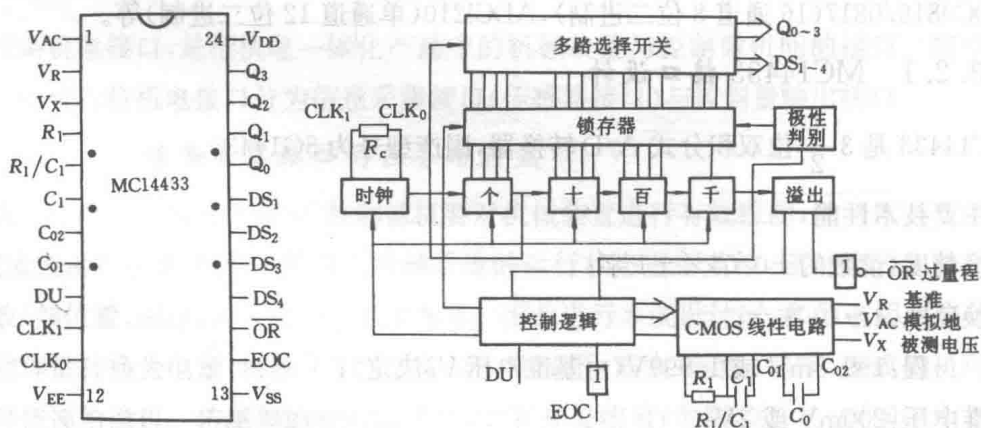 V_AC 1
V_R
V_X
R_1
R_1/C_1
C_1
C_02
C_01
DU
CLK_1
CLK_0
V_EE 12
MC14433
24 V_DD
Q_3
Q_2
Q_1
Q_0
DS_1
DS_2
DS_3
DS_4
OR
EOC
13 V_SS
多路选择开关
Q_0~3
DS_1~4
锁存器
极性
判别
CLK_1 CLK_0
R_c
时钟
个
十
百
千
溢出
1
OR 过量程
控制逻辑
CMOS 线性电路
V_R 基准
V_AC 模拟地
V_X 被测电压
DU
1
EOC
R_1 C_1 C_01 C_02
R_1/C_1
C_0